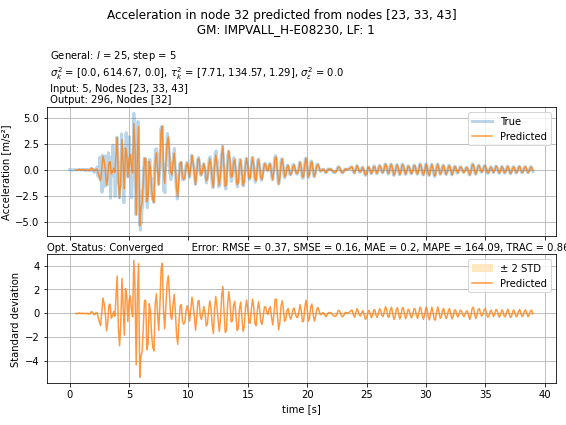 Acceleration in node 32 predicted from nodes [23, 33, 43]
GM: IMPVALL_H-E08230, LF: 1
General: l = 25, step = 5
σ²ₖ = [0.0, 614.67, 0.0], τ²ₖ = [7.71, 134.57, 1.29], σ²ε = 0.0
Input: 5, Nodes [23, 33, 43]
Output: 296, Nodes [32]
5.0
2.5
0.0
−2.5
−5.0
Acceleration [m/s²]
True
Predicted
Opt. Status: Converged Error: RMSE = 0.37, SMSE = 0.16, MAE = 0.2, MAPE = 164.09, TRAC = 0.86
4
2
0
−2
−4
Standard deviation
± 2 STD
Predicted
0 5 10 15 20 25 30 35 40
time [s]